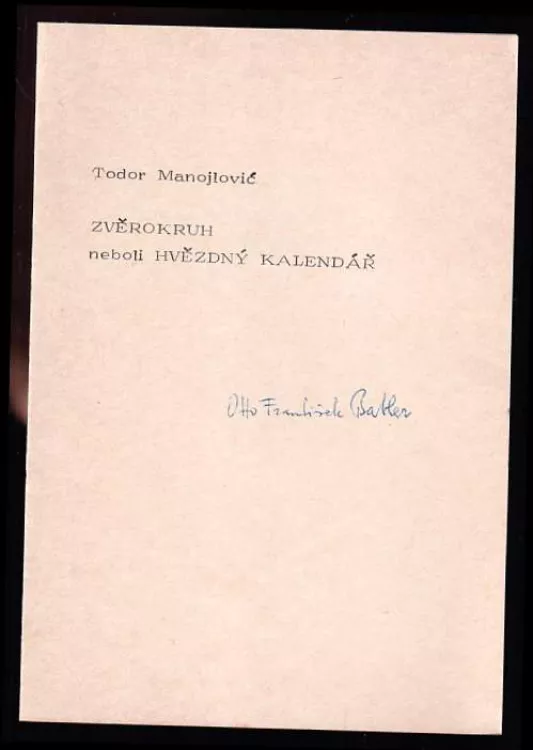 Todor Manojlović
ZVĚROKRUH
neboli HVĚZDNÝ KALENDÁŘ
Otto František Babler